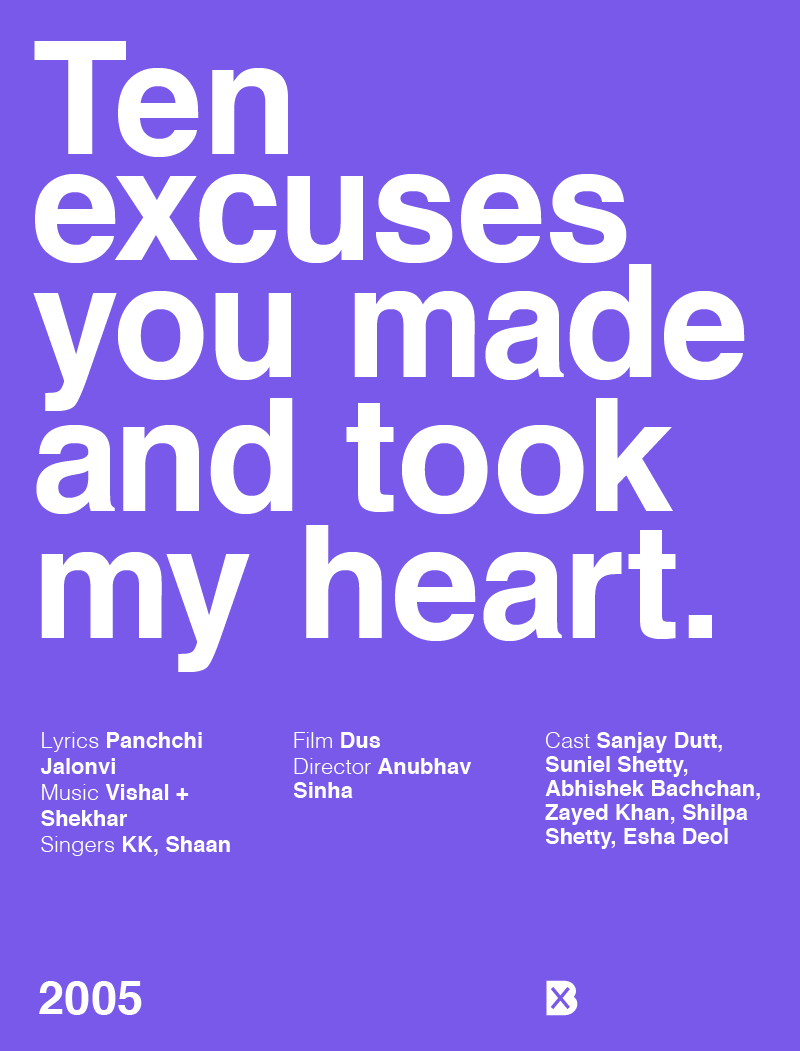 Ten
excuses
you made
and took
my heart.
Lyrics Panchchi
Jalonvi
Music Vishal +
Shekhar
Singers KK, Shaan
Film Dus
Director Anubhav
Sinha
Cast Sanjay Dutt,
Suniel Shetty,
Abhishek Bachchan,
Zayed Khan, Shilpa
Shetty, Esha Deol
2005
BX